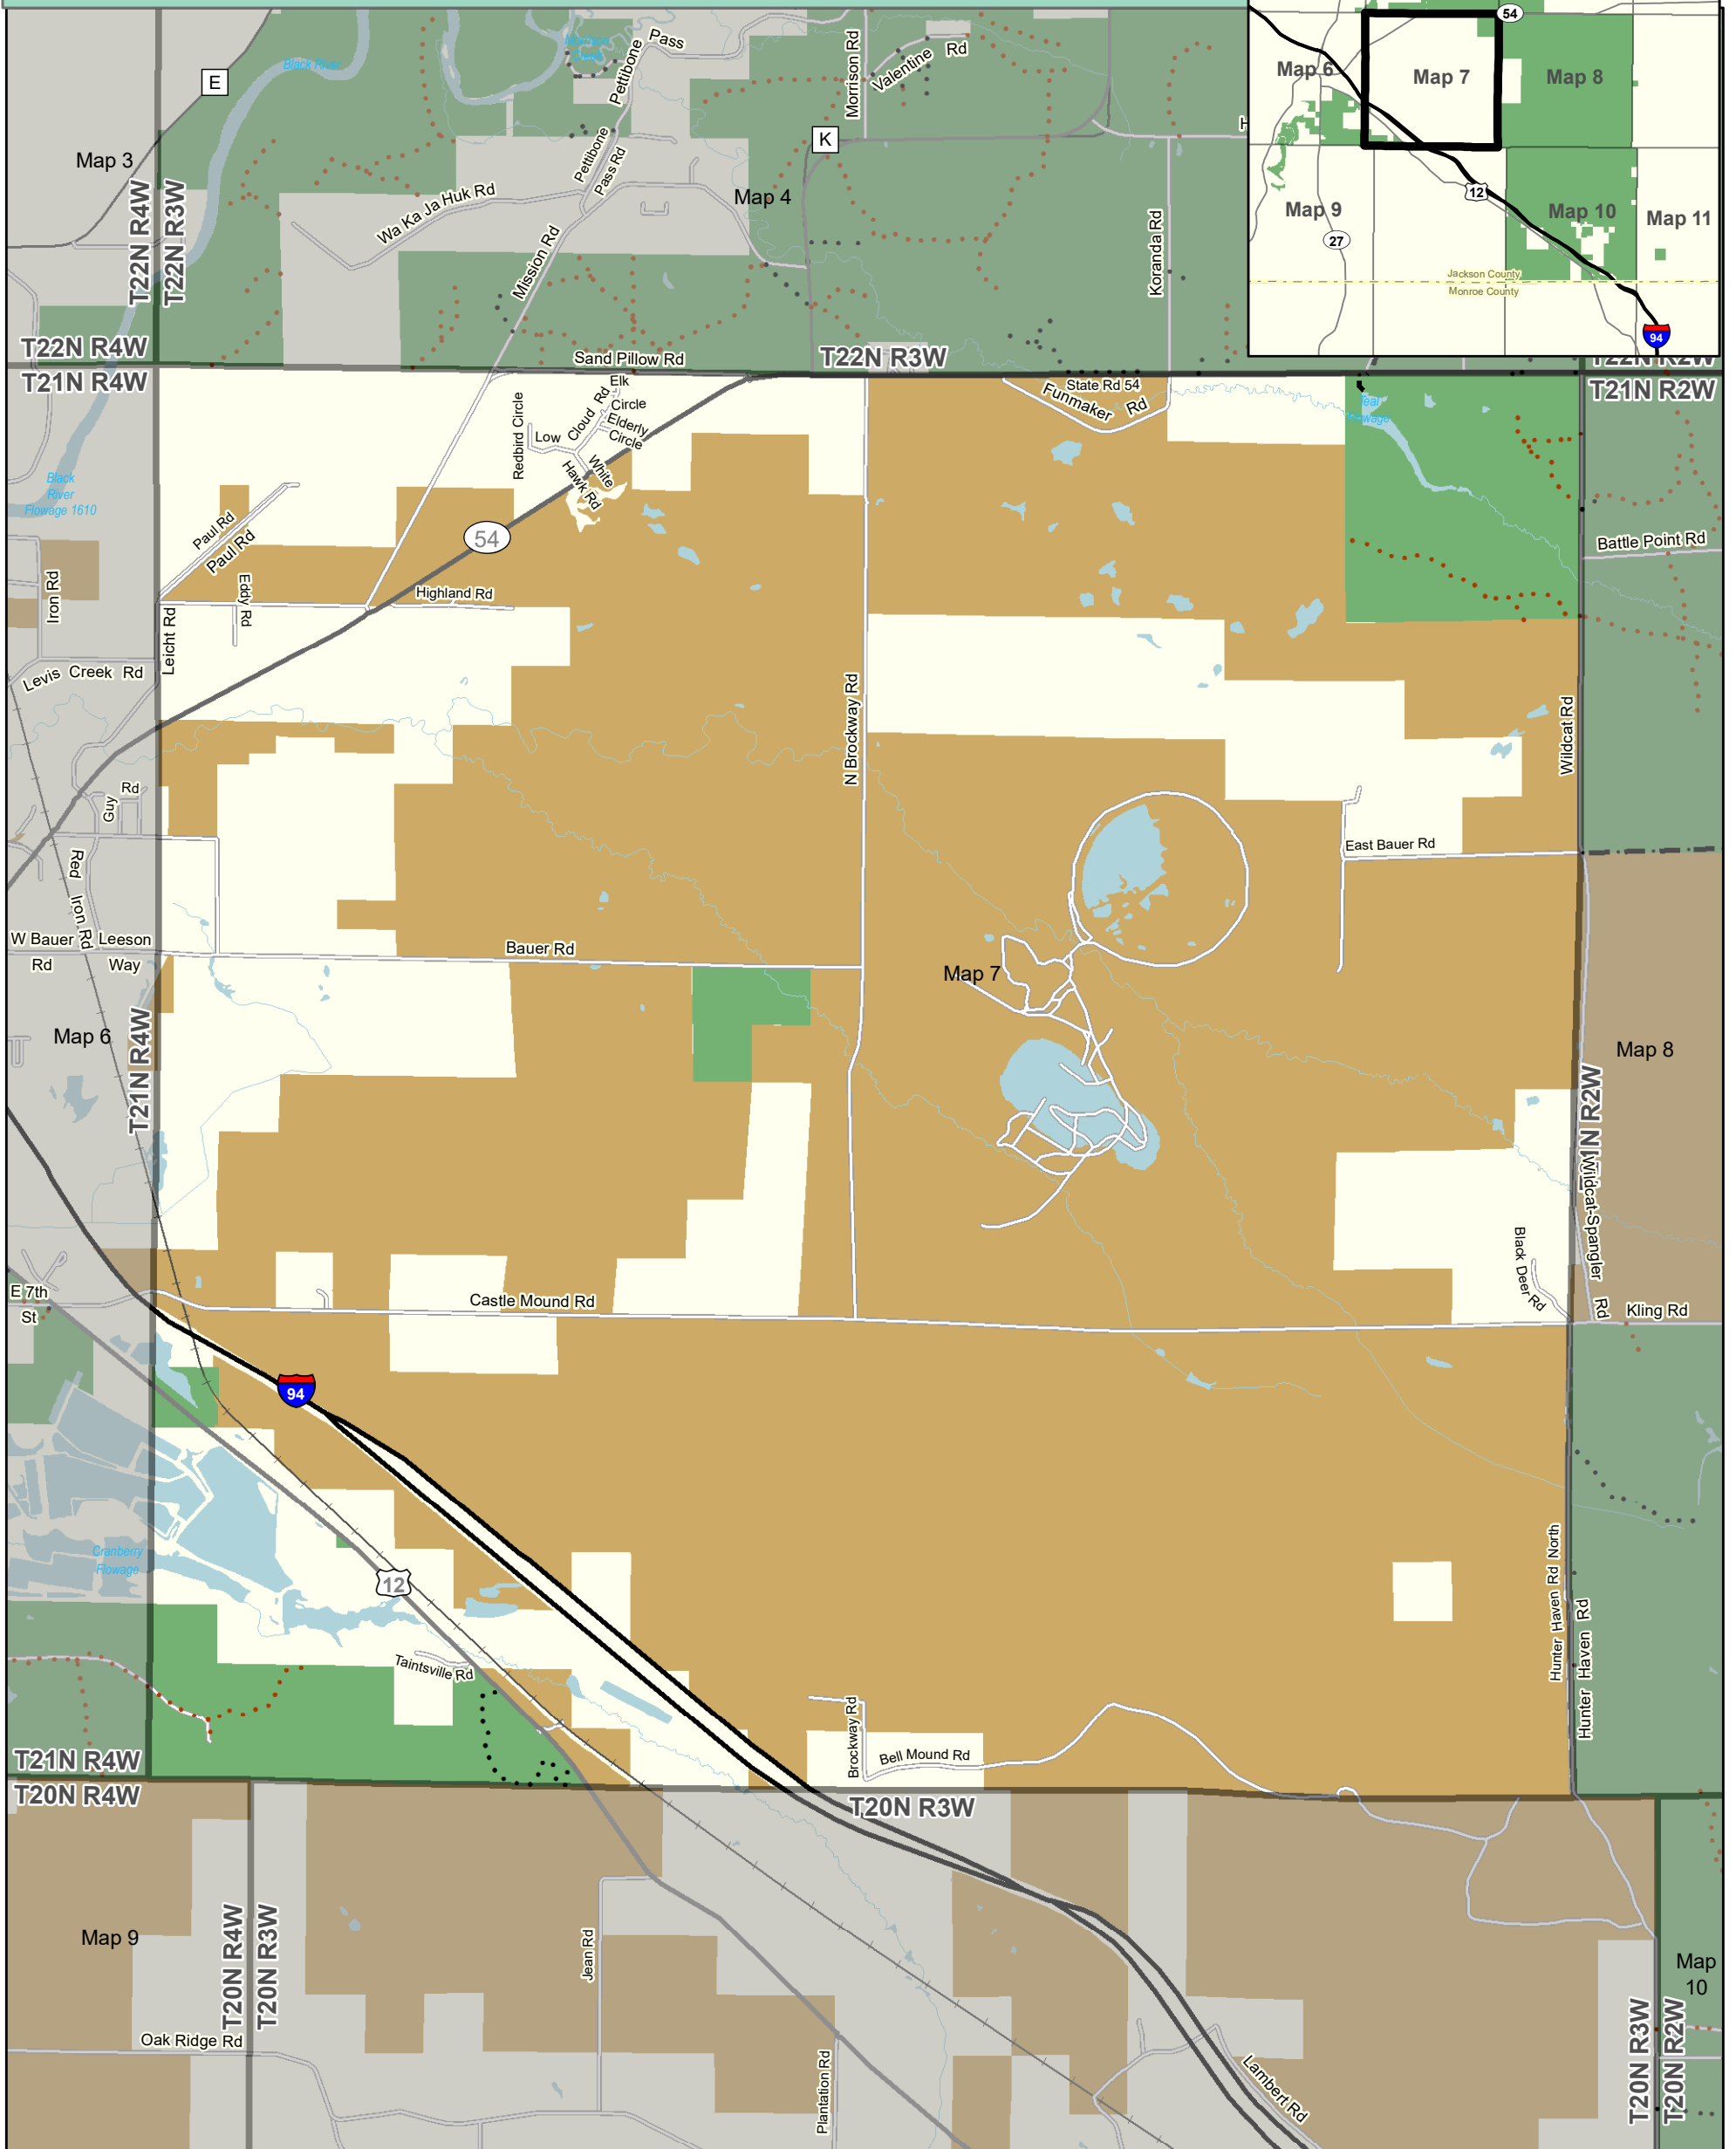 E
Black River
Pass
Pettibone
Morrison Rd
Valentine
Rd
K
Map 3
Pettibone
Pass Rd
Wa Ka Ja Huk Rd
Map 4
Mission Rd
Koranda Rd
H
T22N R4W
T22N R3W
54
Map 6
Map 7
Map 8
12
Map 9
Map 10
Map 11
27
Jackson County
Monroe County
94
T22N R4W
T21N R4W
Sand Pillow Rd
T22N R3W
T22N R2W
T21N R2W
Elk
Circle
Cloud Rd
Elderly
Circle
Redbird Circle
Low
White
Hawk Rd
State Rd 54
Funmaker Rd
Teal
Flowage
Black
River
Flowage 1610
54
Paul Rd
Paul Rd
Battle Point Rd
Iron Rd
Eddy Rd
Highland Rd
Leicht Rd
Levis Creek Rd
N Brockway Rd
Wildcat Rd
Guy
Rd
East Bauer Rd
Red
Iron Rd
W Bauer
Rd
Leeson
Way
Bauer Rd
Map 7
Map 6
T21N R4W
Map 8
T21N R2W
Wildcat-Spangler
Rd
Black Deer Rd
E 7th
St
Castle Mound Rd
Kling Rd
94
Cranberry
Flowage
12
Taintsville Rd
Hunter Haven Rd North
Hunter Haven Rd
Brockway Rd
Bell Mound Rd
T21N R4W
T20N R4W
T20N R3W
Map 9
T20N R4W
T20N R3W
Jean Rd
Oak Ridge Rd
Plantation Rd
Lambert Rd
Map
10
T20N R3W
T20N R2W